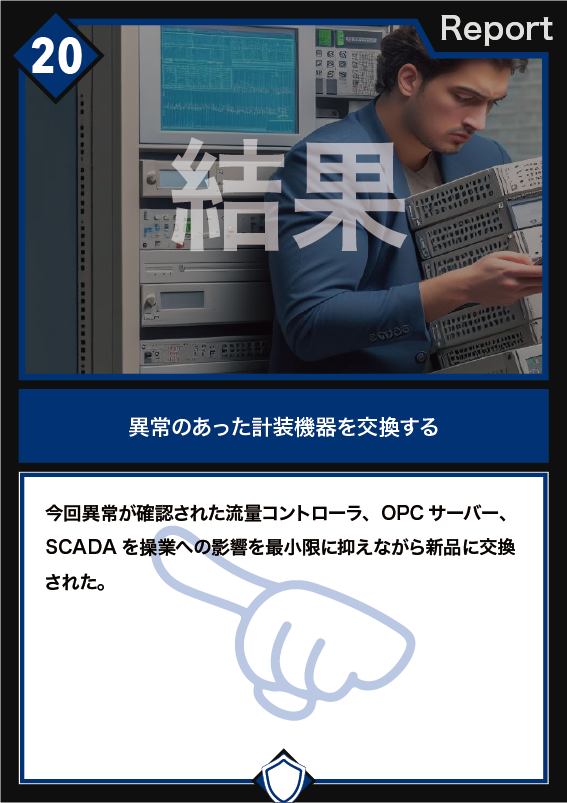 Report
20
結果
異常のあった計装機器を交換する
今回異常が確認された流量コントローラ、OPC サーバー、
SCADA を操業への影響を最小限に抑えながら新品に交換
された。